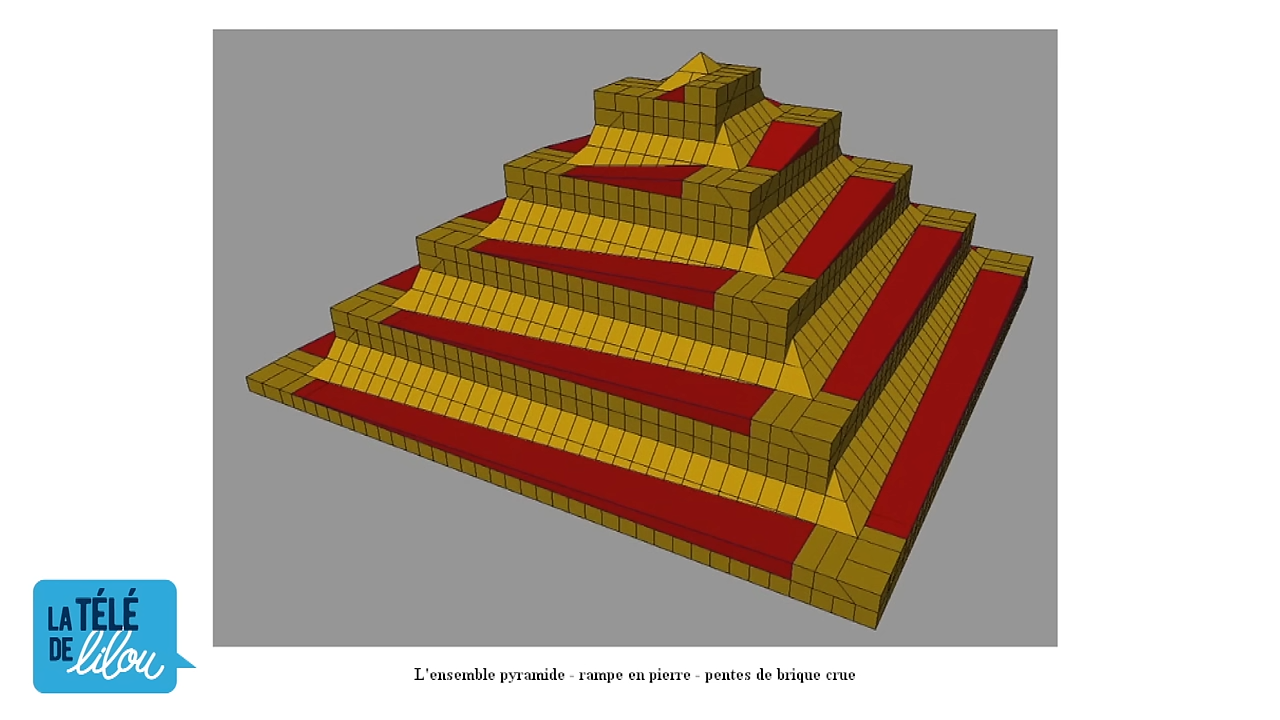 LA TÉLÉ
DE lilou
L'ensemble pyramide - rampe en pierre - pentes de brique crue